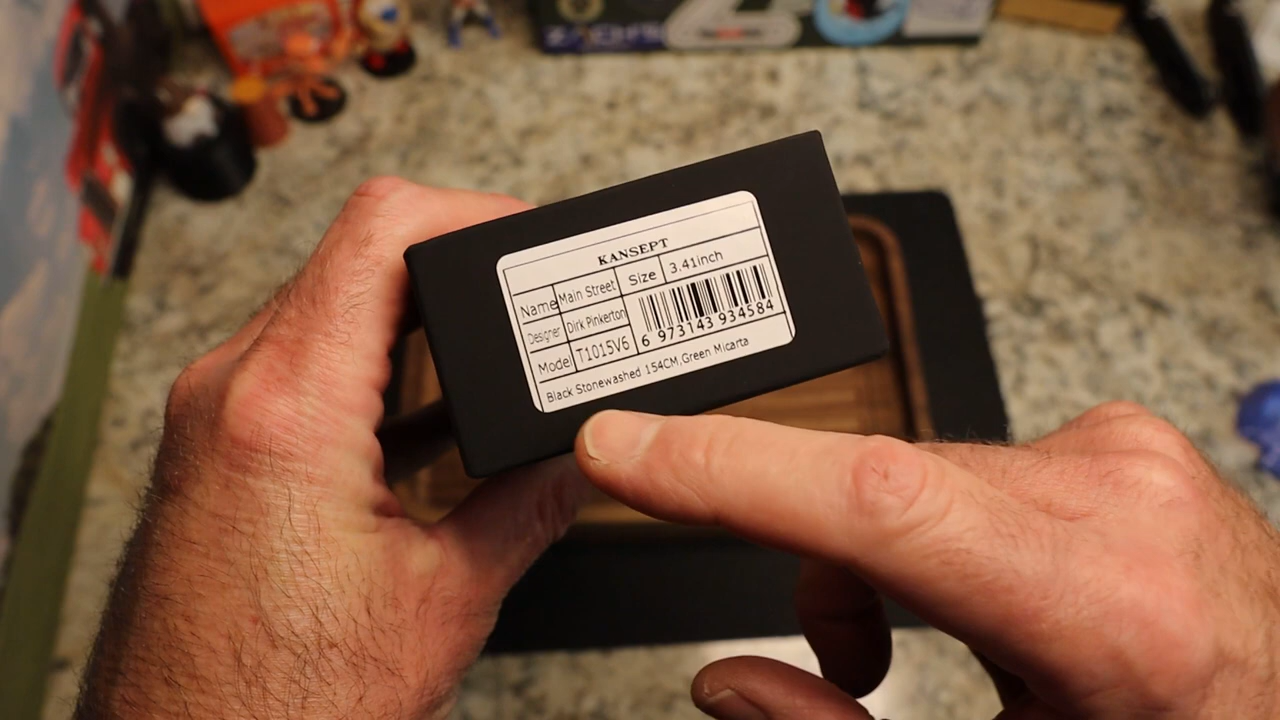 KANSEPT
Name Main Street Size 3.41inch
Designer Dirk Pinkerton
Model T1015V6
6 973143 934584
Black Stonewashed 154CM,Green Micarta